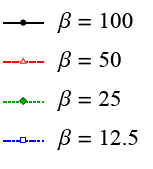 β = 100
β = 50
β = 25
β = 12.5